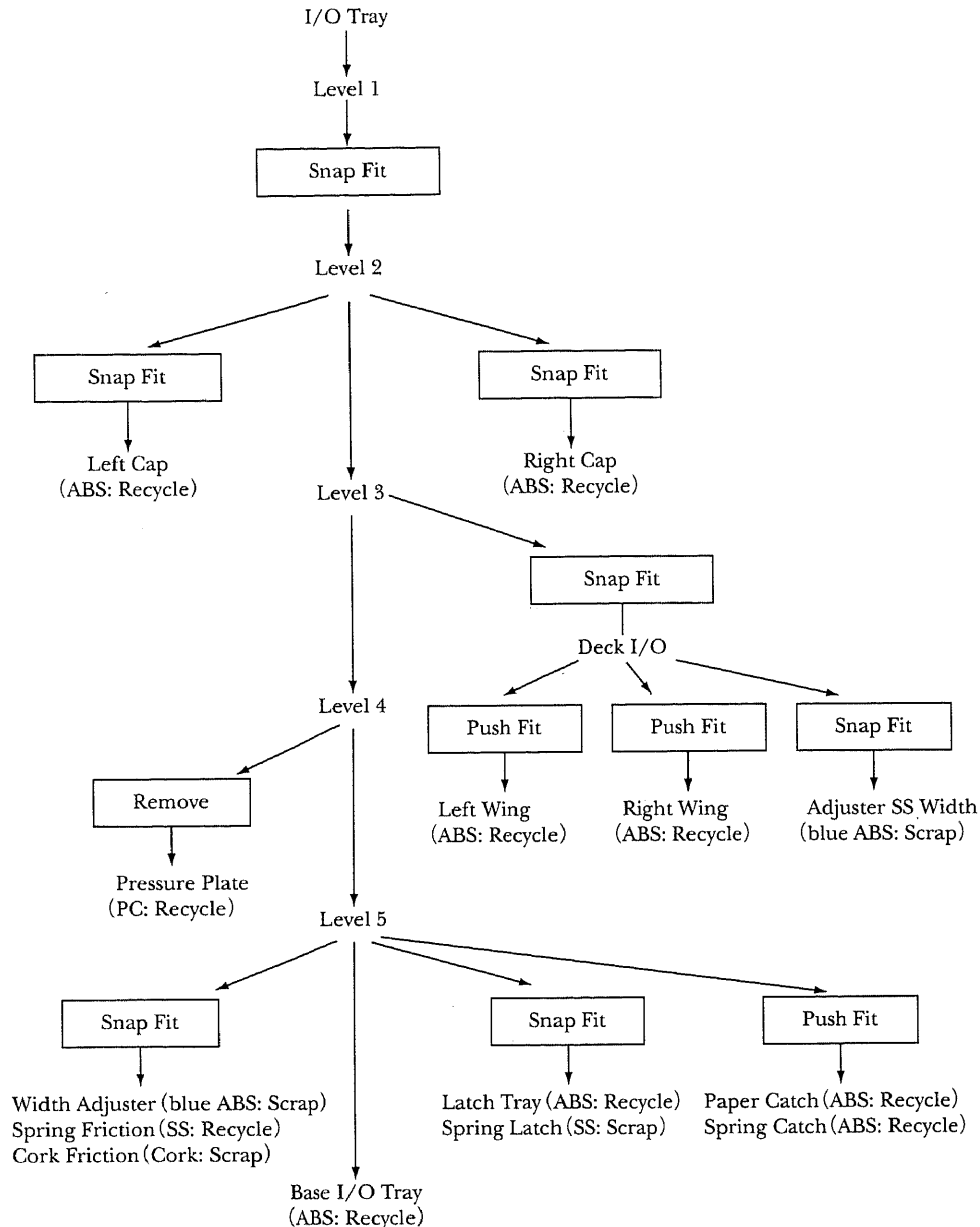 I/O Tray
Level 1
Snap Fit
Level 2
Snap Fit
Snap Fit
Left Cap
(ABS: Recycle)
Right Cap
(ABS: Recycle)
Level 3
Snap Fit
Deck I/O
Level 4
Push Fit
Push Fit
Snap Fit
Remove
Left Wing
(ABS: Recycle)
Right Wing
(ABS: Recycle)
Adjuster SS Width
(blue ABS: Scrap)
Pressure Plate
(PC: Recycle)
Level 5
Snap Fit
Snap Fit
Push Fit
Width Adjuster (blue ABS: Scrap)
Spring Friction (SS: Recycle)
Cork Friction (Cork: Scrap)
Latch Tray (ABS: Recycle)
Spring Latch (SS: Scrap)
Paper Catch (ABS: Recycle)
Spring Catch (ABS: Recycle)
Base I/O Tray
(ABS: Recycle)